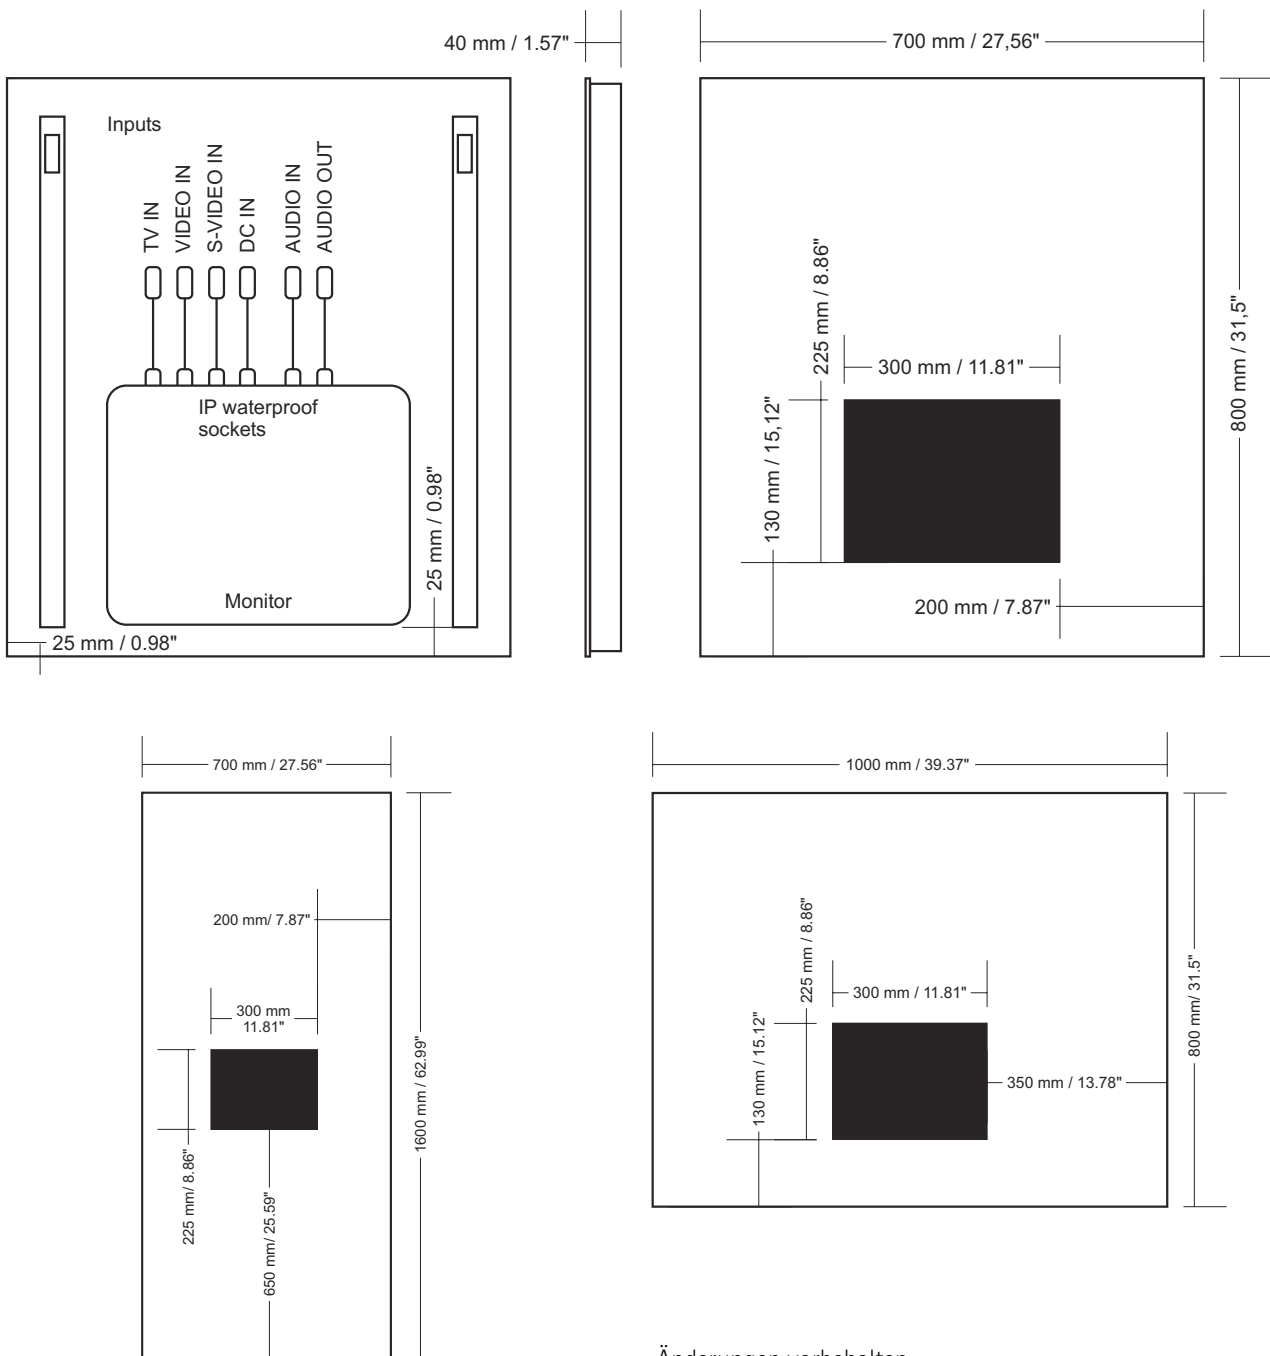 40 mm / 1.57"
700 mm / 27,56"
Inputs
TV IN
VIDEO IN
S-VIDEO IN
DC IN
AUDIO IN
AUDIO OUT
IP waterproof
sockets
Monitor
25 mm / 0.98"
25 mm / 0.98"
225 mm / 8.86"
300 mm / 11.81"
130 mm / 15,12"
200 mm / 7.87"
800 mm / 31,5"
700 mm / 27.56"
200 mm/ 7.87"
300 mm
11.81"
225 mm/ 8.86"
650 mm/ 25.59"
1600 mm / 62.99"
1000 mm / 39.37"
225 mm / 8.86"
300 mm / 11.81"
130 mm / 15.12"
350 mm / 13.78"
800 mm/ 31.5"
Änderungen vorbehalten